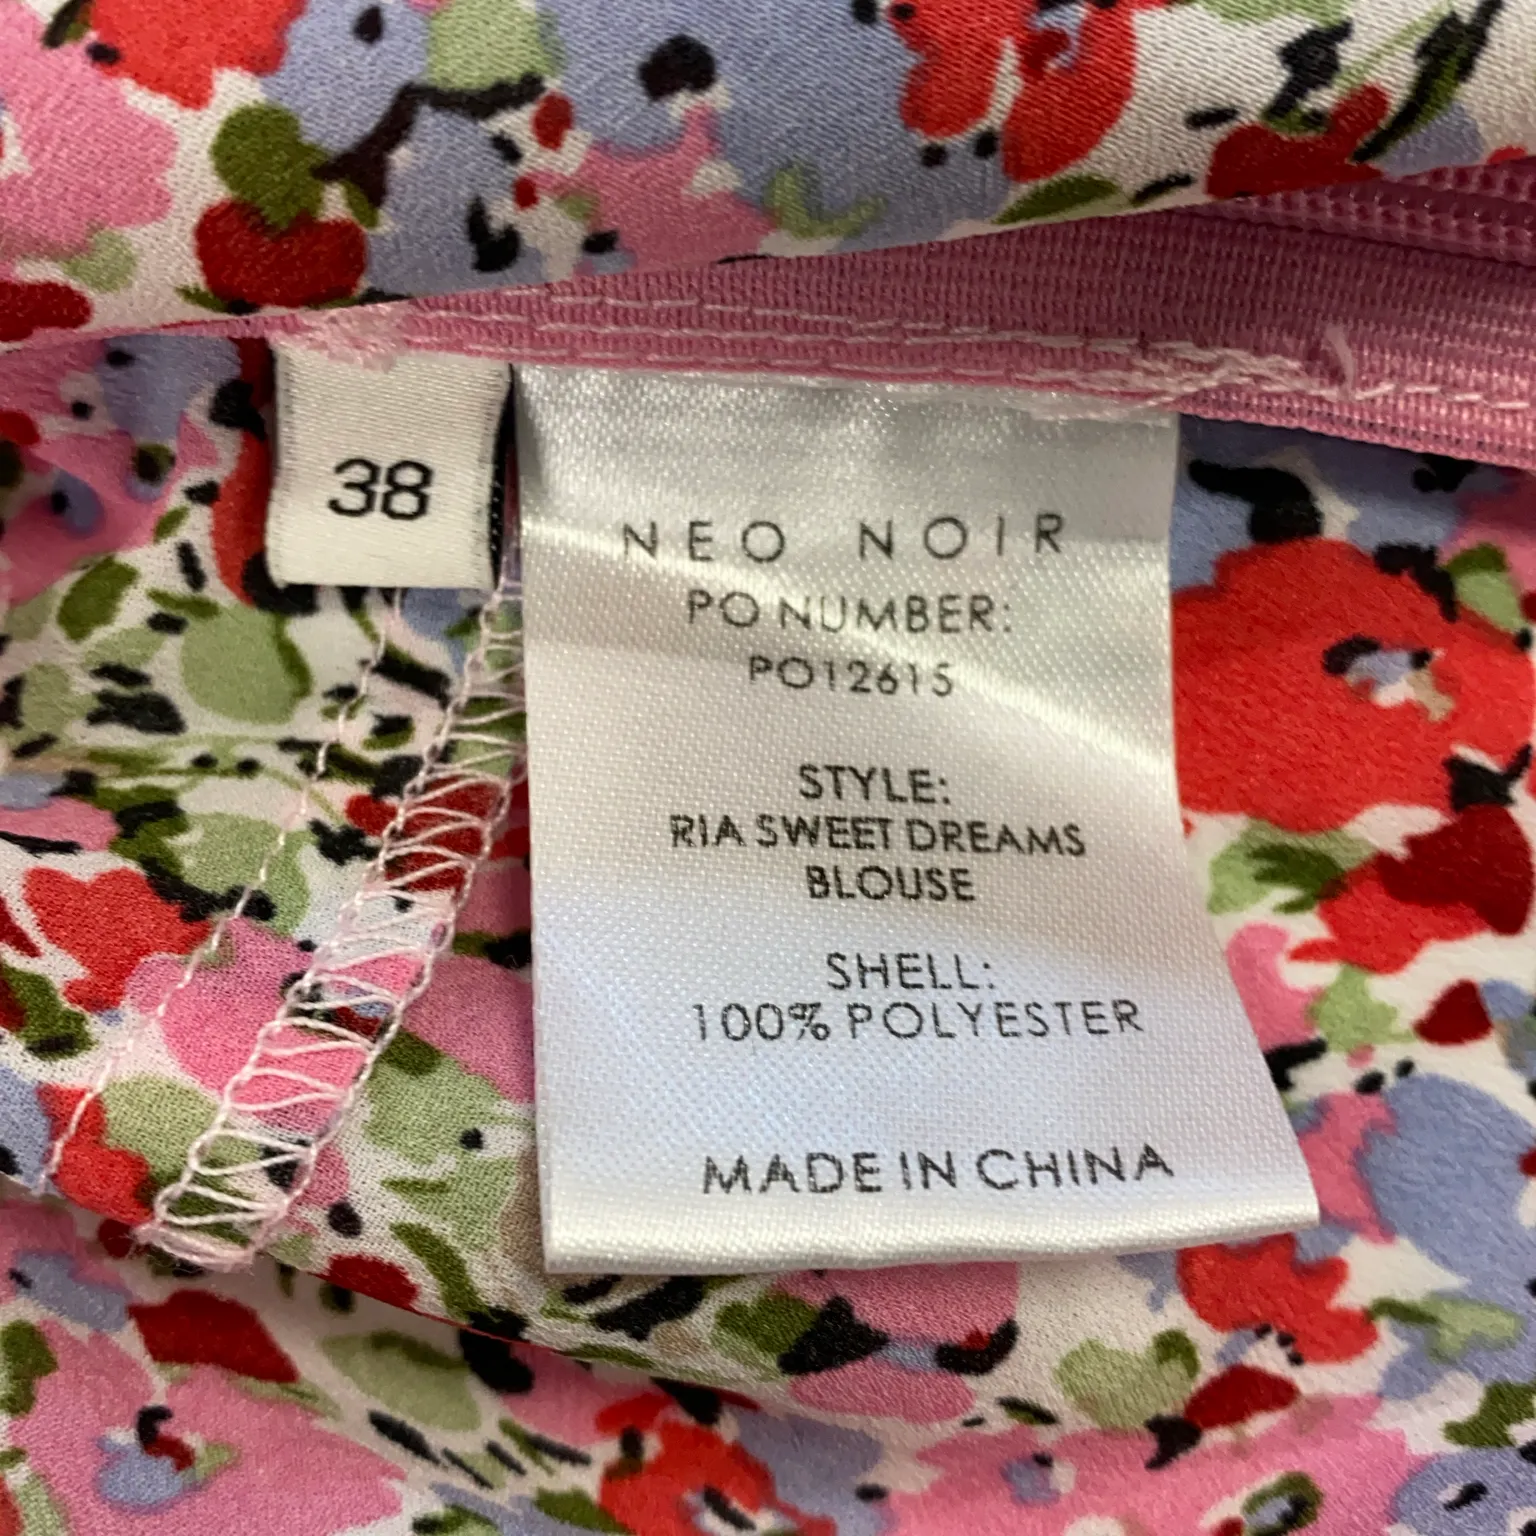 38
NEO NOIR
PO NUMBER:
PO12615
STYLE:
RIA SWEET DREAMS
BLOUSE
SHELL:
100% POLYESTER
MADE IN CHINA